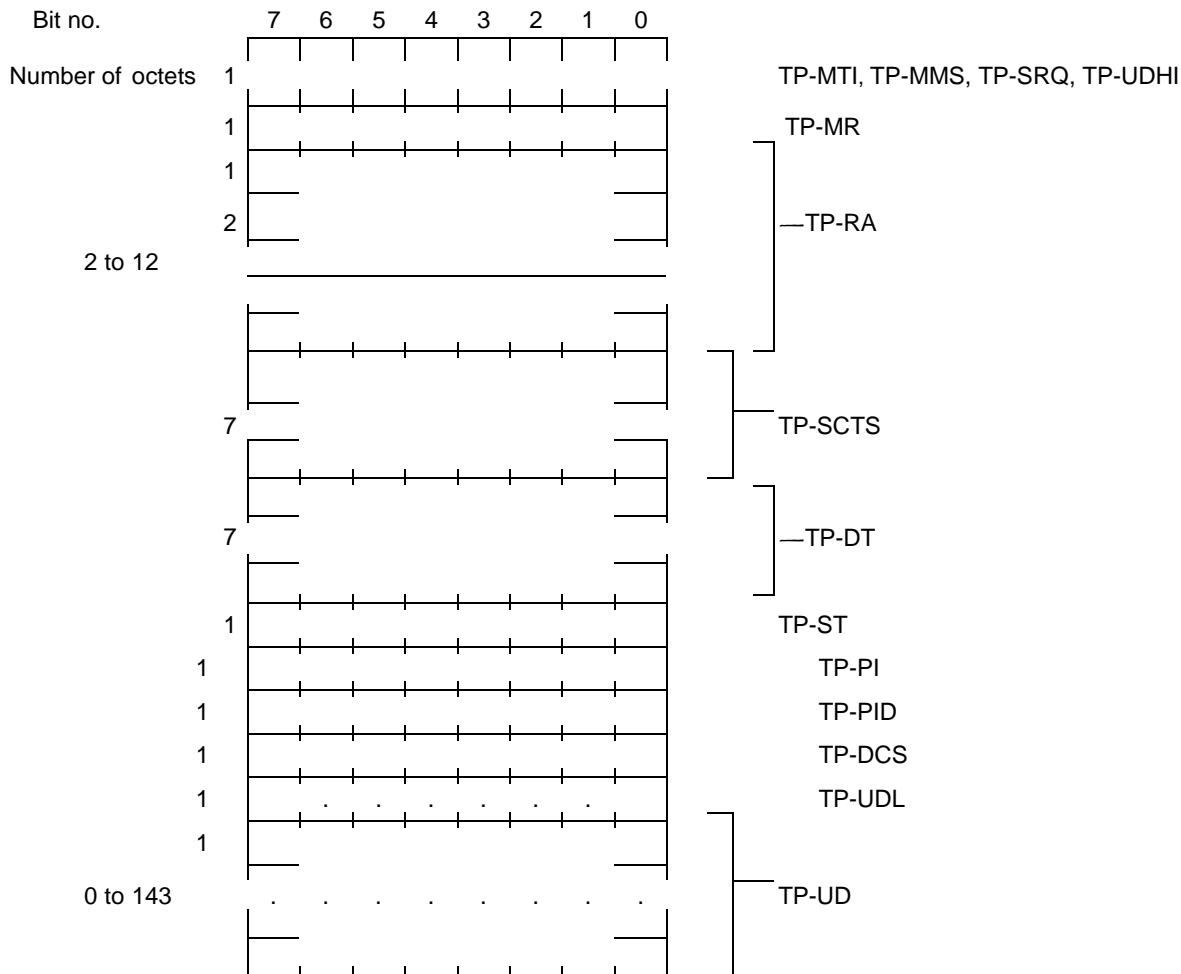 Bit no. 7 6 5 4 3 2 1 0
Number of octets 1 TP-MTI, TP-MMS, TP-SRQ, TP-UDHI
1 TP-MR
1
2 TP-RA
2 to 12
7 TP-SCTS
7 TP-DT
1 TP-ST
1 TP-PI
1 TP-PID
1 TP-DCS
1 . . . . . . TP-UDL
1
0 to 143 . . . . . . . . TP-UD